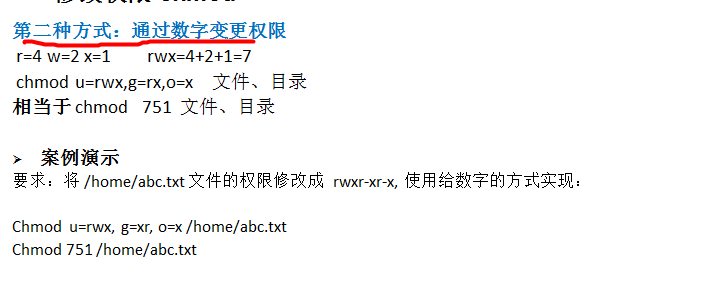 第二种方式：通过数字变更权限
r=4 w=2 x=1 rwx=4+2+1=7
chmod u=rwx,g=rx,o=x 文件、目录
相当于 chmod 751 文件、目录
➢ 案例演示
要求：将 /home/abc.txt 文件的权限修改成 rwxr-xr-x, 使用给数字的方式实现：
Chmod u=rwx, g=xr, o=x /home/abc.txt
Chmod 751 /home/abc.txt